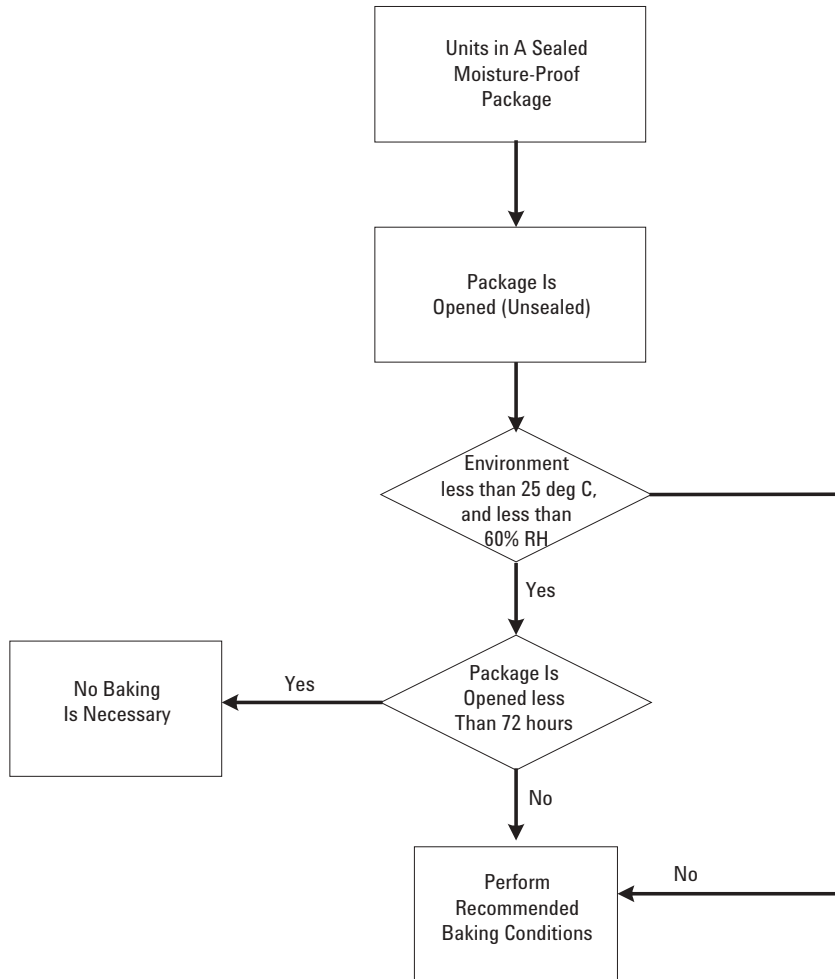 Units in A Sealed
Moisture-Proof
Package
Package Is
Opened (Unsealed)
Environment
less than 25 deg C,
and less than
60% RH
Yes
Package Is
Opened less
Than 72 hours
Yes
No Baking
Is Necessary
No
Perform
Recommended
Baking Conditions
No